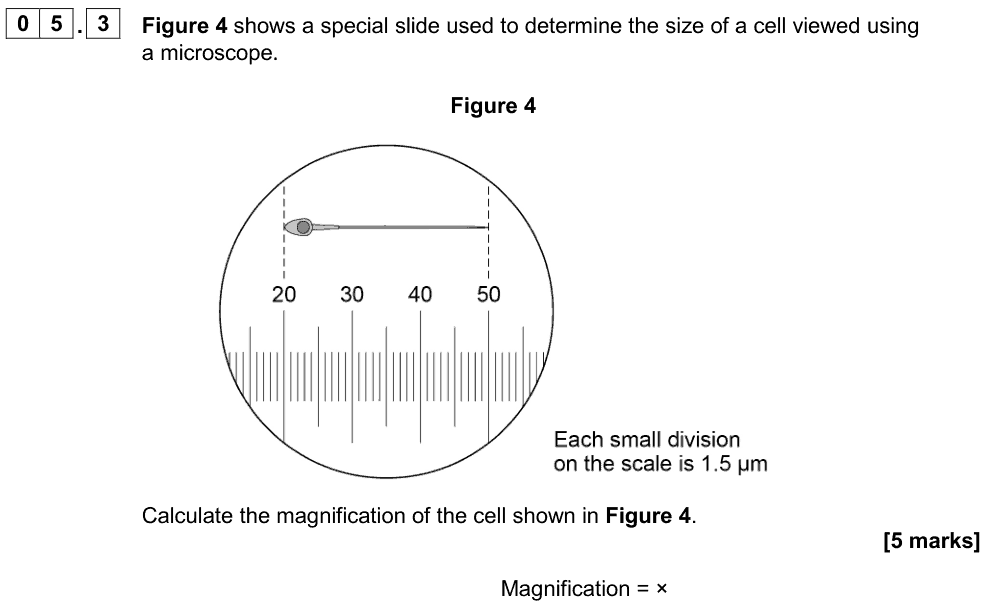 0 5 . 3 Figure 4 shows a special slide used to determine the size of a cell viewed using
a microscope.
Figure 4
20 30 40 50
Each small division
on the scale is 1.5 µm
Calculate the magnification of the cell shown in Figure 4.
[5 marks]
Magnification = ×